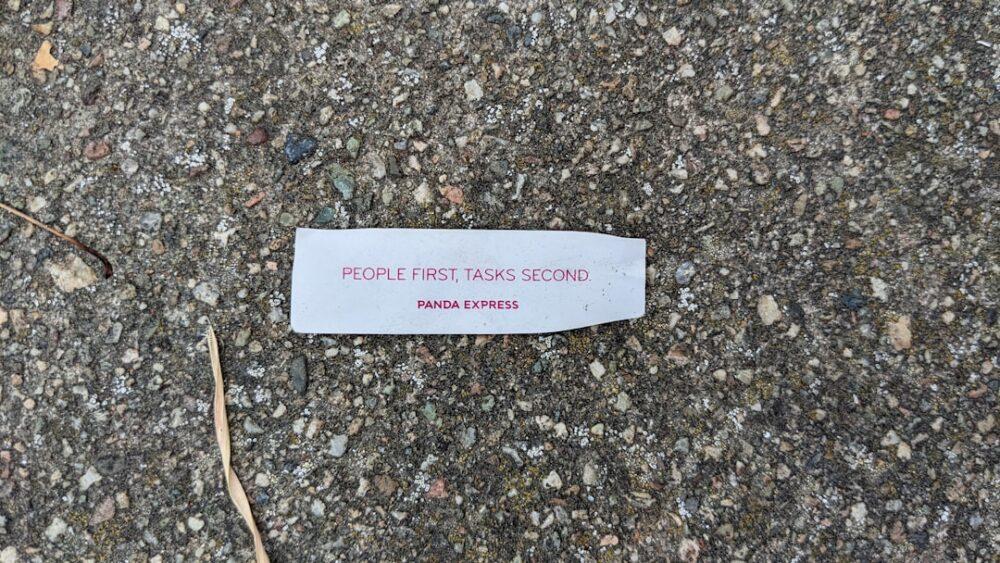 PEOPLE FIRST, TASKS SECOND.
PANDA EXPRESS